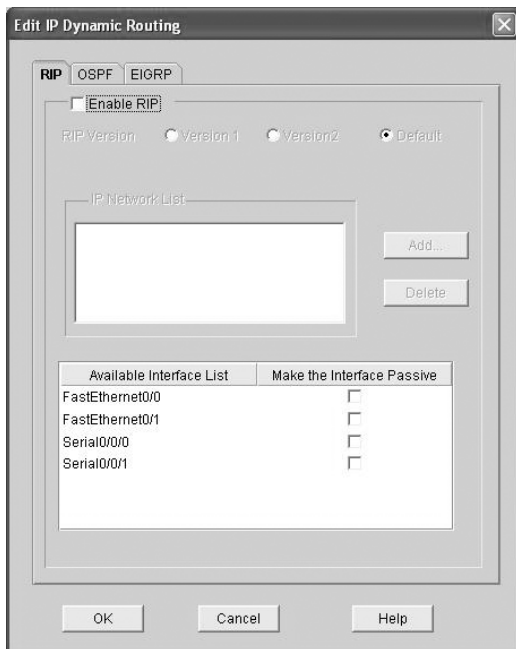 Edit IP Dynamic Routing
RIP OSPF EIGRP
Enable RIP
RIP Version Version 1 Version2 Default
IP Network List
Add...
Delete
Available Interface List Make the Interface Passive
FastEthernet0/0
FastEthernet0/1
Serial0/0/0
Serial0/0/1
OK Cancel Help